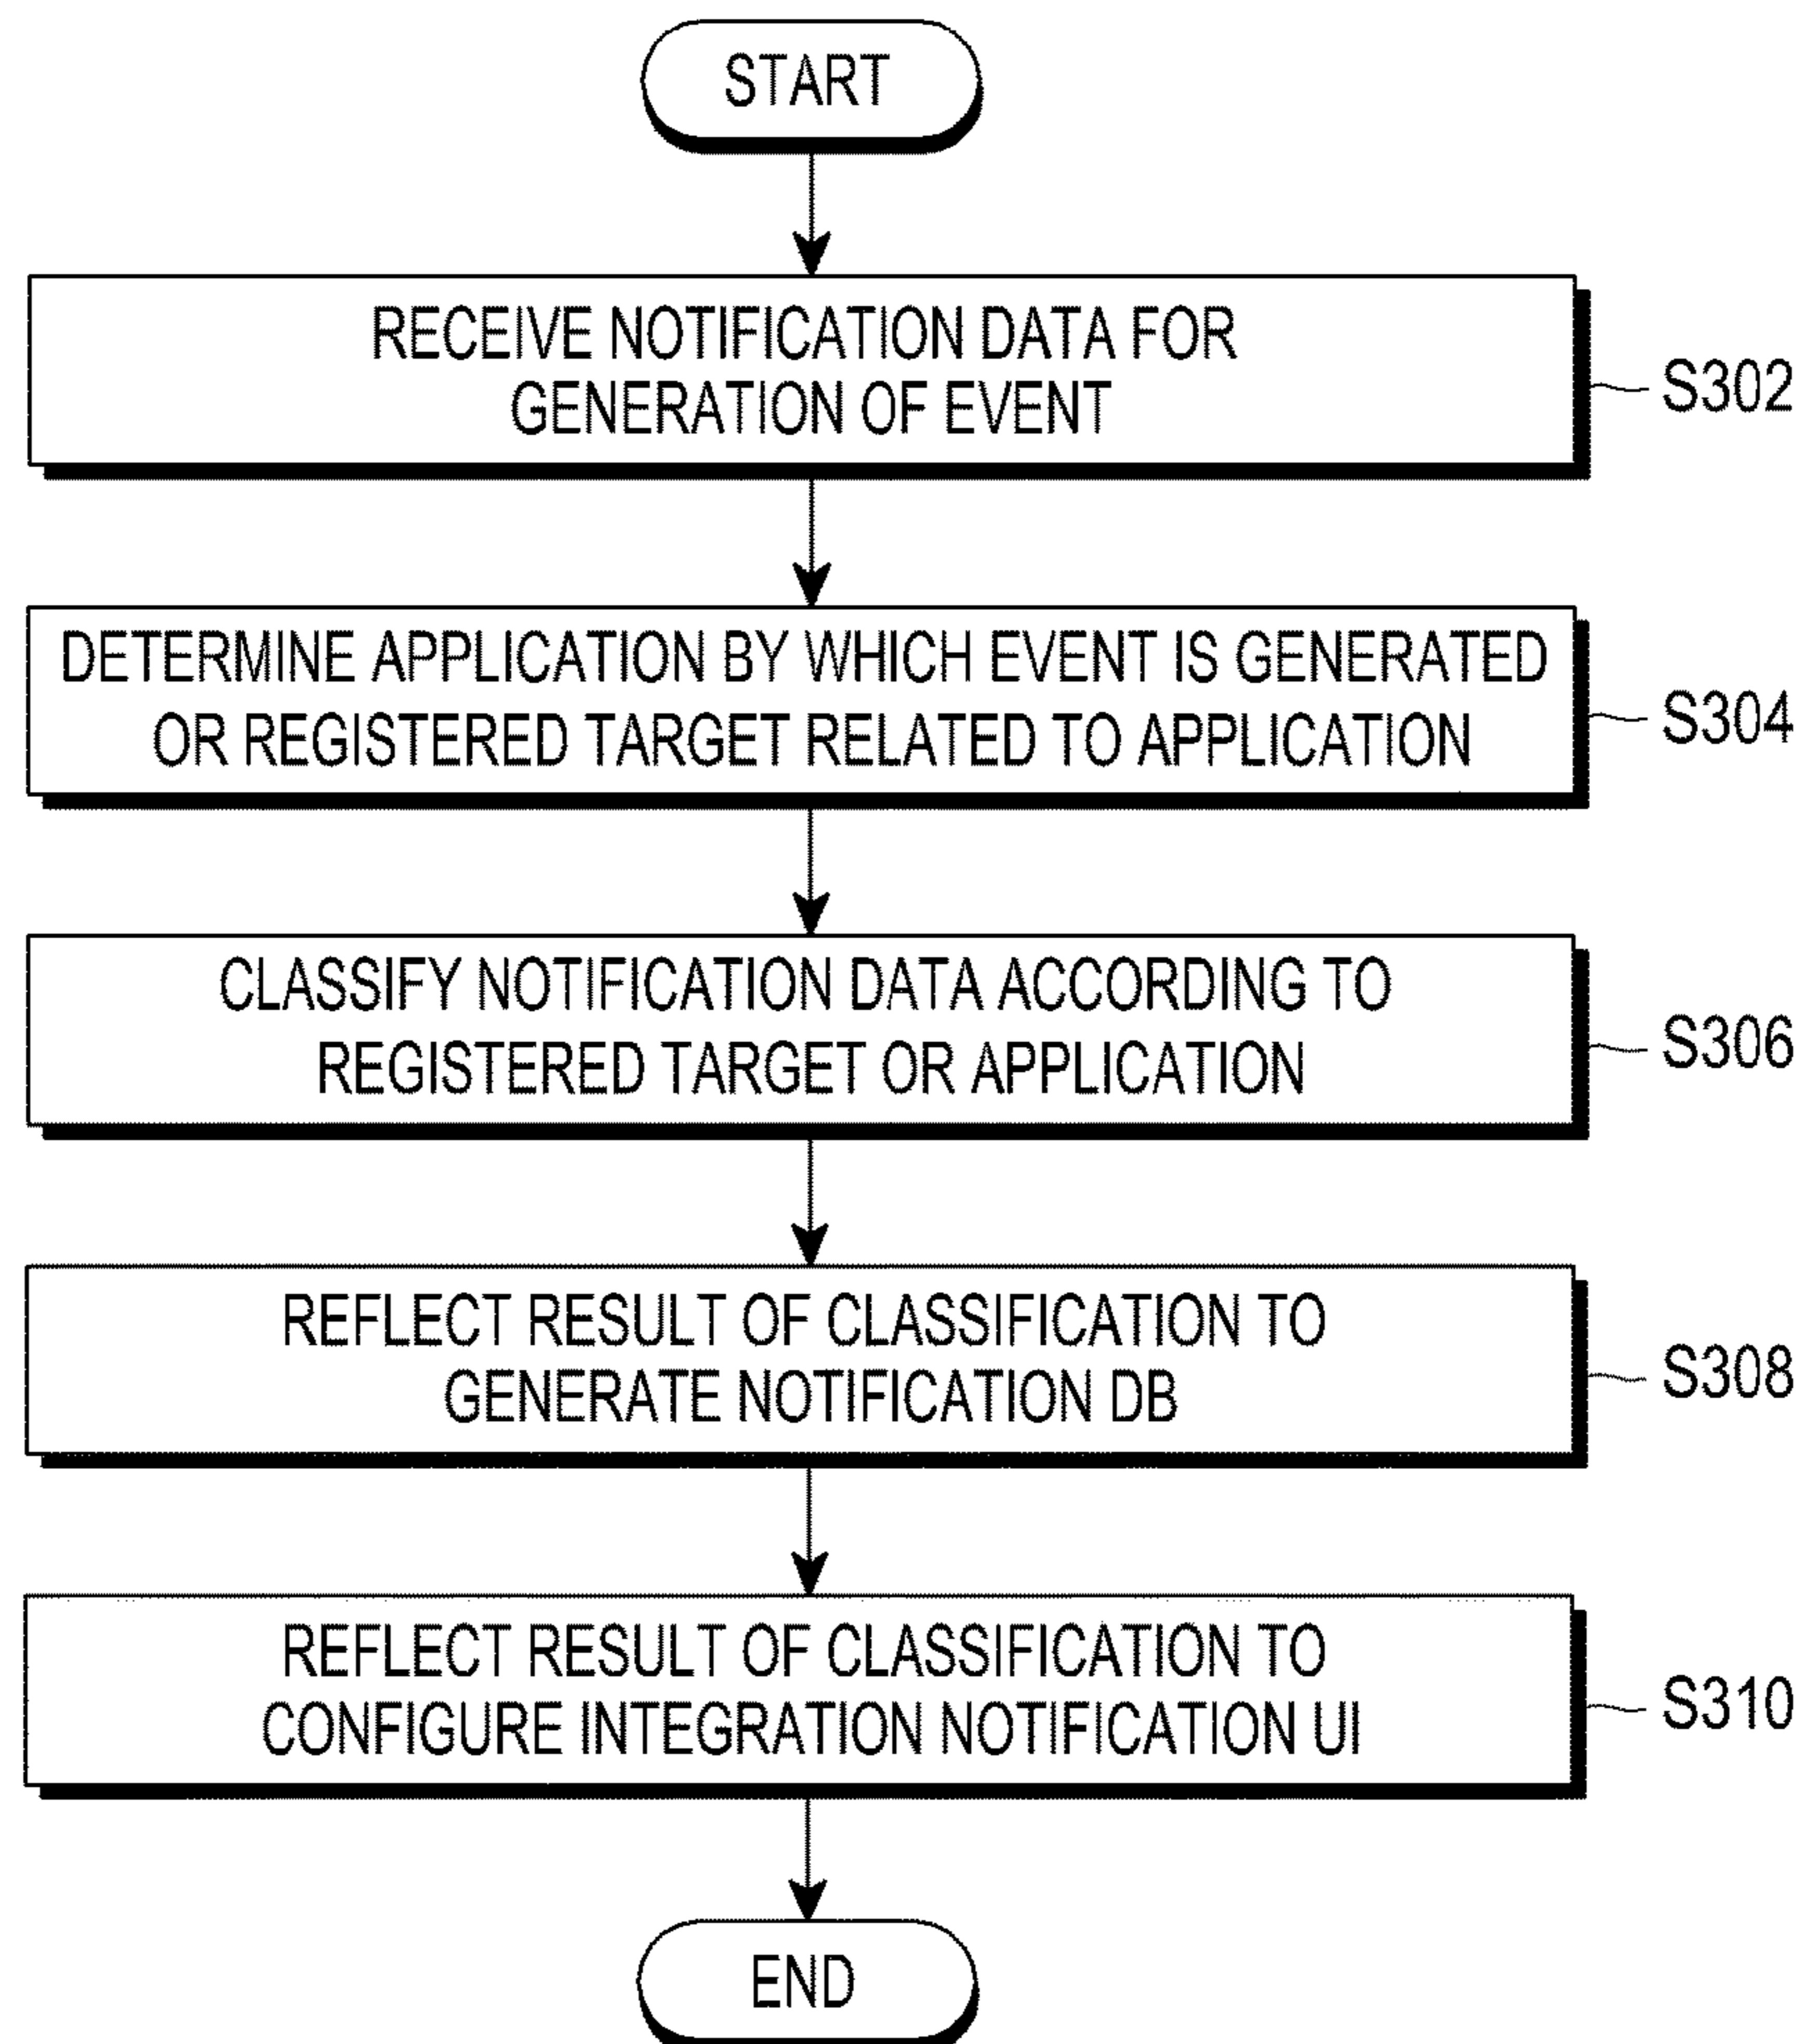 START
RECEIVE NOTIFICATION DATA FOR
GENERATION OF EVENT
S302
DETERMINE APPLICATION BY WHICH EVENT IS GENERATED
OR REGISTERED TARGET RELATED TO APPLICATION
S304
CLASSIFY NOTIFICATION DATA ACCORDING TO
REGISTERED TARGET OR APPLICATION
S306
REFLECT RESULT OF CLASSIFICATION TO
GENERATE NOTIFICATION DB
S308
REFLECT RESULT OF CLASSIFICATION TO
CONFIGURE INTEGRATION NOTIFICATION UI
S310
END